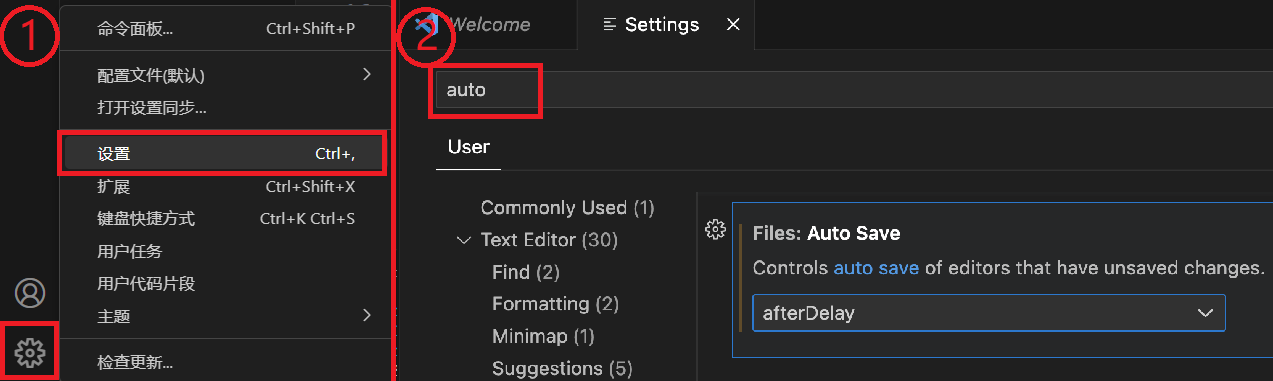 1
命令面板... Ctrl+Shift+P
配置文件(默认)
打开设置同步...
设置 Ctrl+,
扩展 Ctrl+Shift+X
键盘快捷方式 Ctrl+K Ctrl+S
用户任务
用户代码片段
主题
检查更新...
2
Welcome
Settings
auto
User
Commonly Used (1)
Text Editor (30)
Find (2)
Formatting (2)
Minimap (1)
Suggestions (5)
Files: Auto Save
Controls auto save of editors that have unsaved changes.
afterDelay